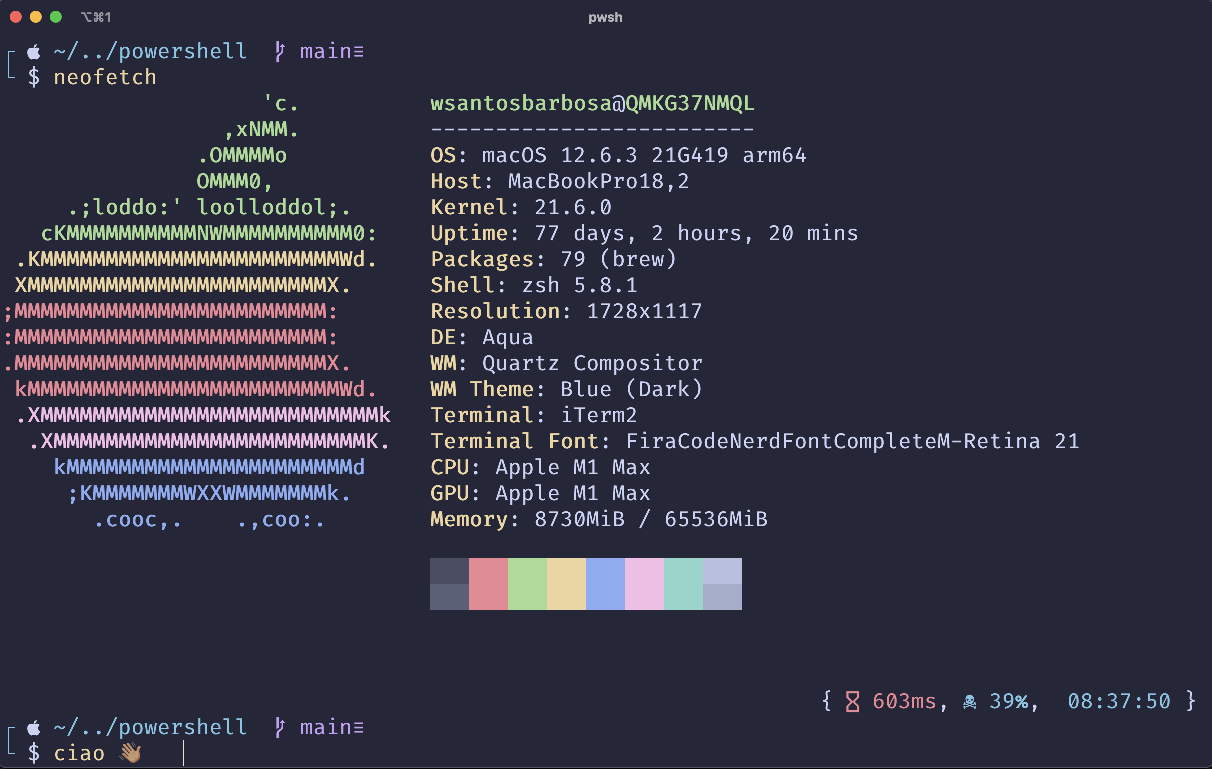 ⌥⌘1 pwsh
~/../powershell main≡
$ neofetch
'c.
,xNMM.
.OMMMMo
OMMM0,
.;loddo:' loolloddol;.
cKMMMMMMMMMMNWMMMMMMMMMM0:
.KMMMMMMMMMMMMMMMMMMMMMMMWd.
XMMMMMMMMMMMMMMMMMMMMMMMX.
;MMMMMMMMMMMMMMMMMMMMMMMM:
:MMMMMMMMMMMMMMMMMMMMMMMM:
.MMMMMMMMMMMMMMMMMMMMMMMMX.
kMMMMMMMMMMMMMMMMMMMMMMMMWd.
.XMMMMMMMMMMMMMMMMMMMMMMMMMMk
.XMMMMMMMMMMMMMMMMMMMMMMMMK.
kMMMMMMMMMMMMMMMMMMMMMMd
;KMMMMMMMWXXWMMMMMMMk.
.cooc,. .,coo:.
wsantosbarbosa@QMKG37NMQL
-------------------------
OS: macOS 12.6.3 21G419 arm64
Host: MacBookPro18,2
Kernel: 21.6.0
Uptime: 77 days, 2 hours, 20 mins
Packages: 79 (brew)
Shell: zsh 5.8.1
Resolution: 1728x1117
DE: Aqua
WM: Quartz Compositor
WM Theme: Blue (Dark)
Terminal: iTerm2
Terminal Font: FiraCodeNerdFontCompleteM-Retina 21
CPU: Apple M1 Max
GPU: Apple M1 Max
Memory: 8730MiB / 65536MiB
{ 603ms, 39%, 08:37:50 }
~/../powershell main≡
$ ciao 👋🏽